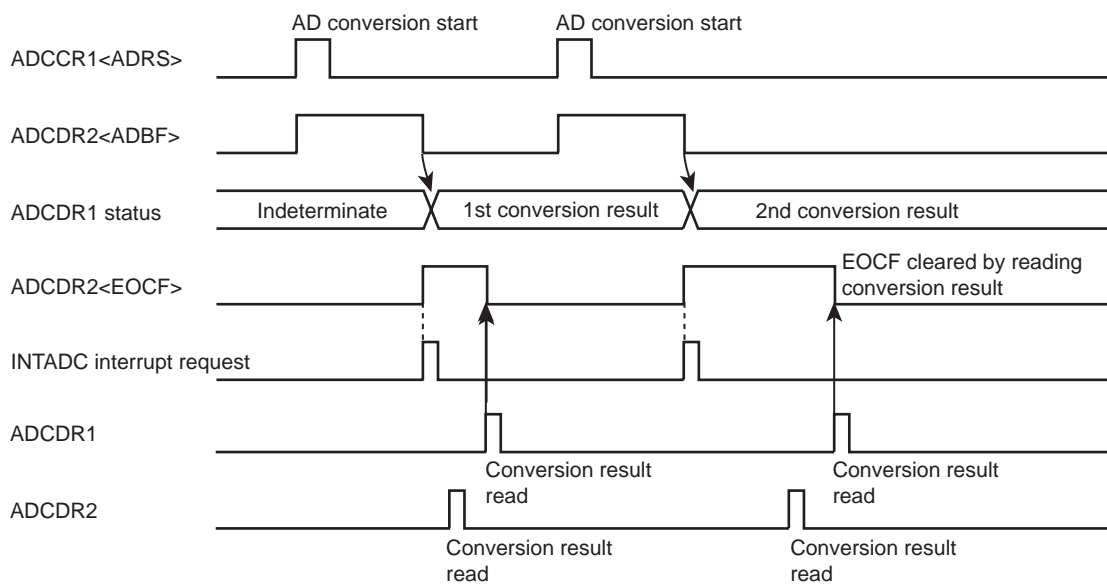 AD conversion start
AD conversion start
ADCCR1<ADRS>
ADCDR2<ADBF>
ADCDR1 status
Indeterminate
1st conversion result
2nd conversion result
ADCDR2<EOCF>
EOCF cleared by reading
conversion result
INTADC interrupt request
ADCDR1
Conversion result
read
Conversion result
read
ADCDR2
Conversion result
read
Conversion result
read